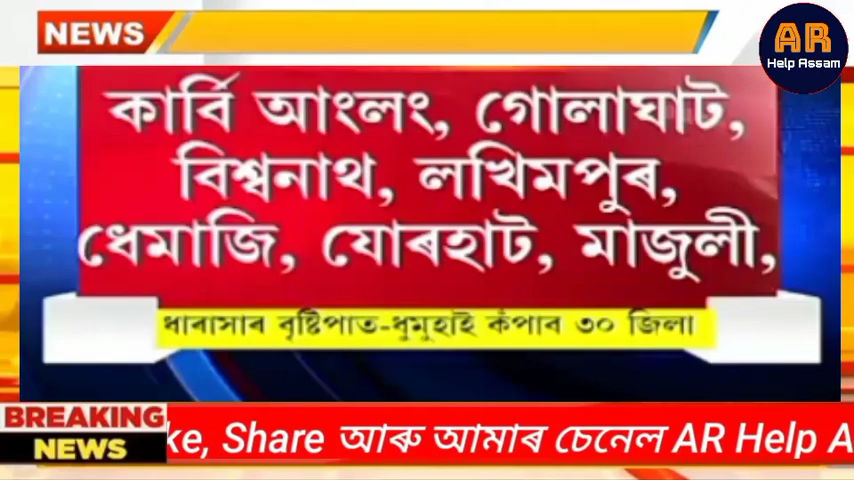 NEWS
AR
Help Assam
কাৰ্বি আংলং, গোলাঘাট,
বিশ্বনাথ, লখিমপুৰ,
ধেমাজি, যোৰহাট, মাজুলী,
ধাৰাসাৰ বৃষ্টিপাত-ধুমুহাই কঁপাব ৩০ জিলা
BREAKING
NEWS
ke, Share আৰু আমাৰ চেনেল AR Help A